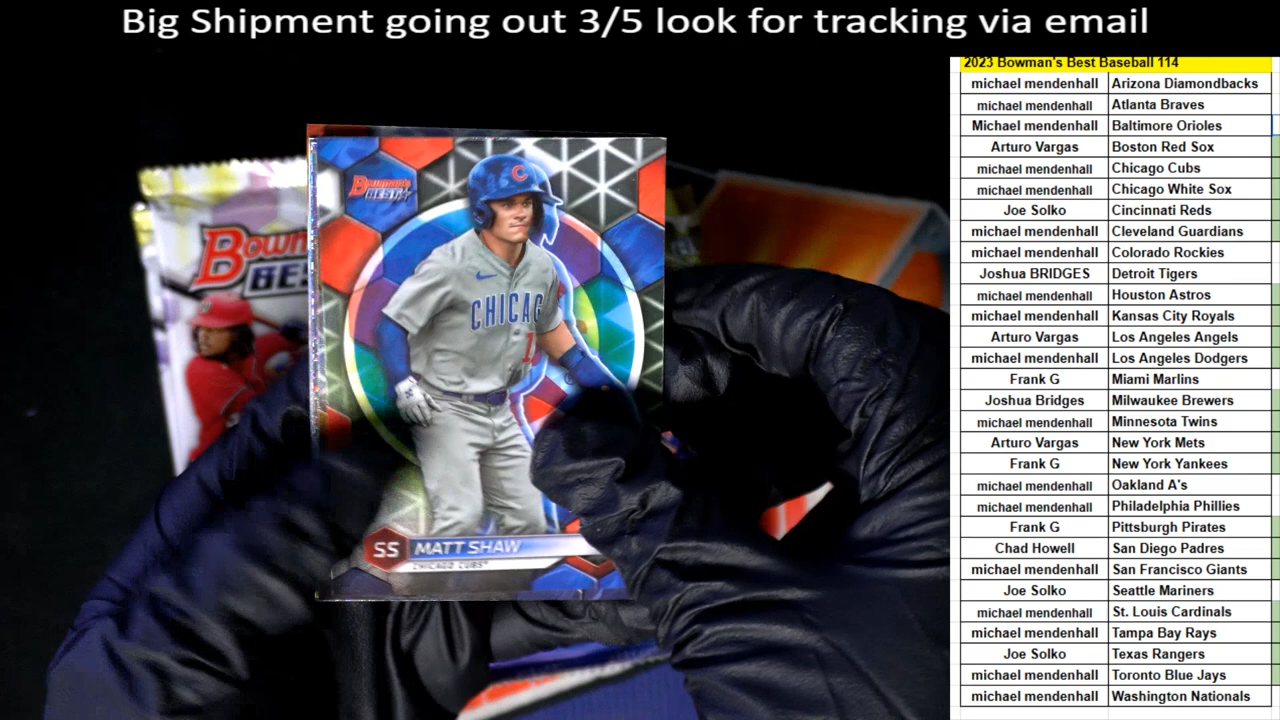 Big Shipment going out 3/5 look for tracking via email
2023 Bowman's Best Baseball 114
michael mendenhall Arizona Diamondbacks
michael mendenhall Atlanta Braves
Michael mendenhall Baltimore Orioles
Arturo Vargas Boston Red Sox
michael mendenhall Chicago Cubs
michael mendenhall Chicago White Sox
Joe Solko Cincinnati Reds
michael mendenhall Cleveland Guardians
michael mendenhall Colorado Rockies
Joshua BRIDGES Detroit Tigers
michael mendenhall Houston Astros
michael mendenhall Kansas City Royals
Arturo Vargas Los Angeles Angels
michael mendenhall Los Angeles Dodgers
Frank G Miami Marlins
Joshua Bridges Milwaukee Brewers
michael mendenhall Minnesota Twins
Arturo Vargas New York Mets
Frank G New York Yankees
michael mendenhall Oakland A's
michael mendenhall Philadelphia Phillies
Frank G Pittsburgh Pirates
Chad Howell San Diego Padres
michael mendenhall San Francisco Giants
Joe Solko Seattle Mariners
michael mendenhall St. Louis Cardinals
michael mendenhall Tampa Bay Rays
Joe Solko Texas Rangers
michael mendenhall Toronto Blue Jays
michael mendenhall Washington Nationals
BOWMAN'S
BEST
C
CHICAG
1
SS MATT SHAW
CHICAGO CUBS